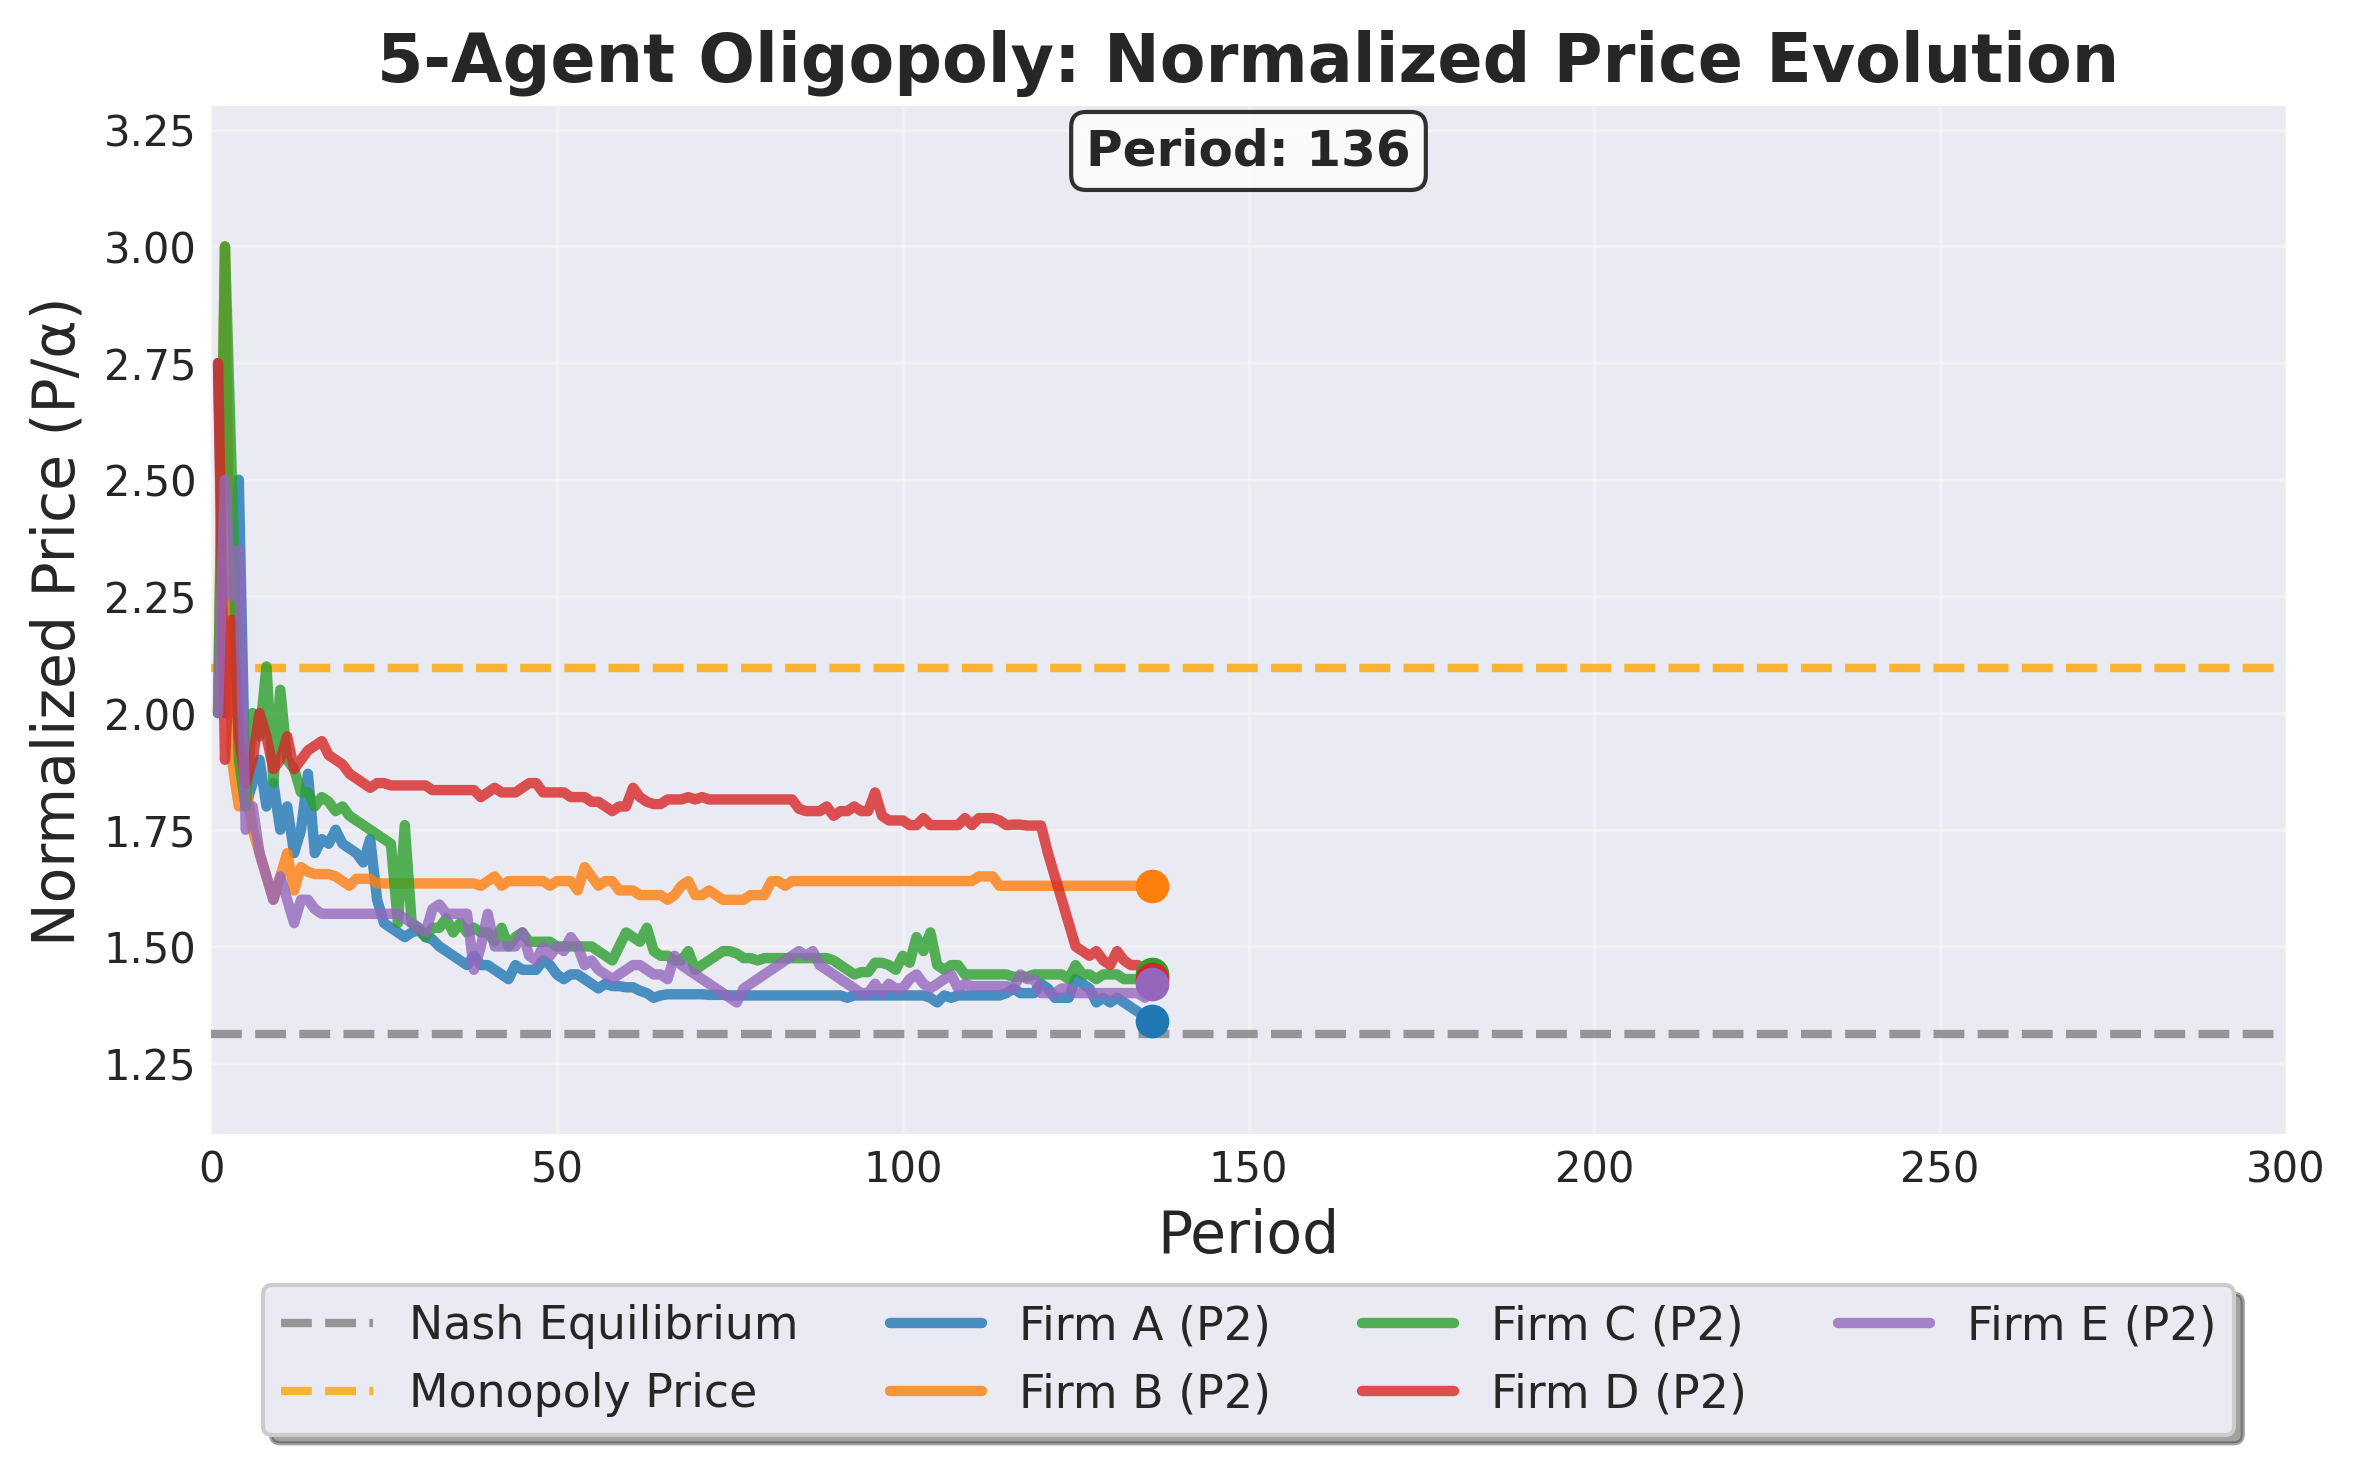 5-Agent Oligopoly: Normalized Price Evolution
Period: 136
Normalized Price (P/α)
3.25
3.00
2.75
2.50
2.25
2.00
1.75
1.50
1.25
0 50 100 150 200 250 300
Period
Nash Equilibrium Firm A (P2) Firm C (P2) Firm E (P2)
Monopoly Price Firm B (P2) Firm D (P2)